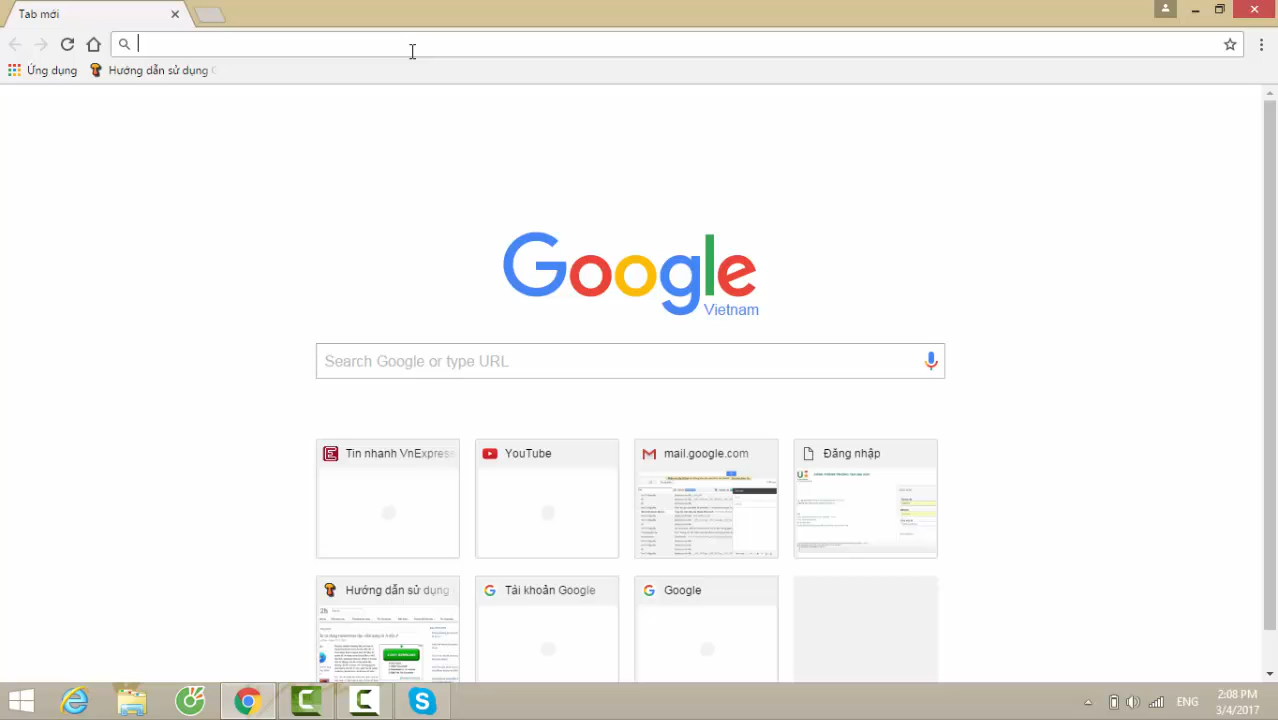 Tab mới
Ứng dụng
Hướng dẫn sử dụng
Google
Vietnam
Search Google or type URL
Tin nhanh VnExpress
YouTube
mail.google.com
Đăng nhập
Hướng dẫn sử dụng
Tài khoản Google
Google
ENG
2:08 PM
3/4/2017